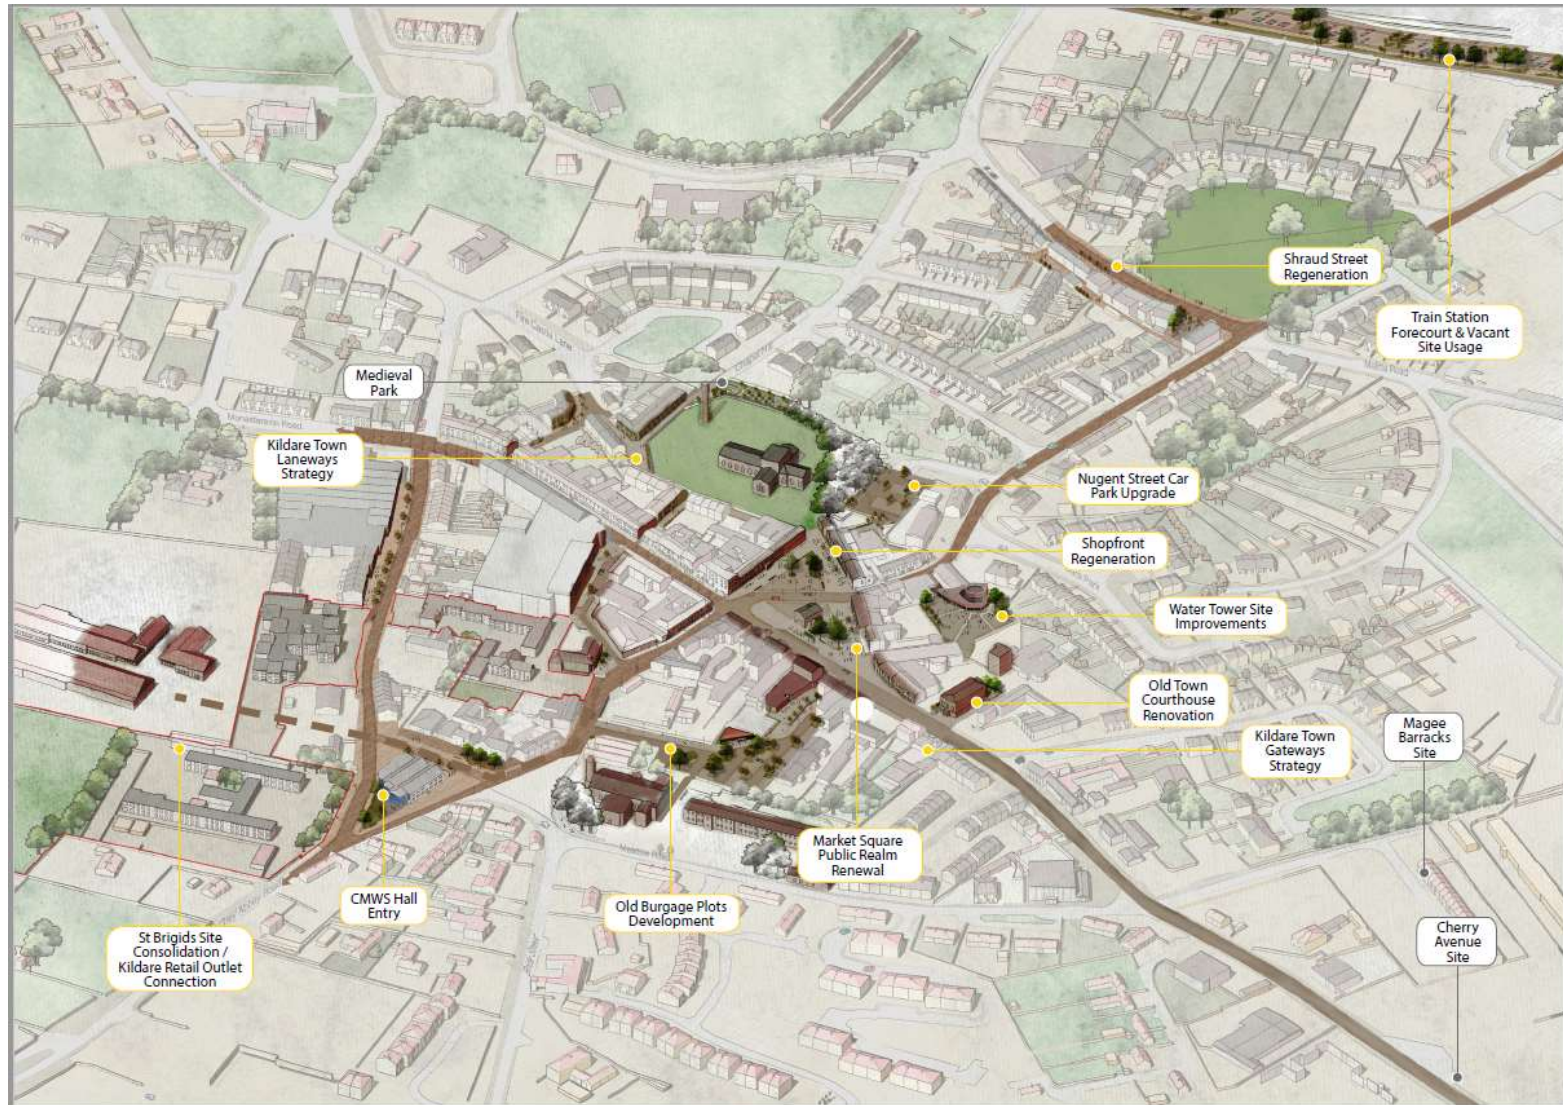 Shraud Street
Regeneration
Train Station
Forecourt & Vacant
Site Usage
Medieval
Park
Kildare Town
Laneways
Strategy
Nugent Street Car
Park Upgrade
Shopfront
Regeneration
Water Tower Site
Improvements
Old Town
Courthouse
Renovation
Kildare Town
Gateways
Strategy
Magee
Barracks
Site
Market Square
Public Realm
Renewal
CMWS Hall
Entry
Old Burgage Plots
Development
St Brigids Site
Consolidation /
Kildare Retail Outlet
Connection
Cherry
Avenue
Site